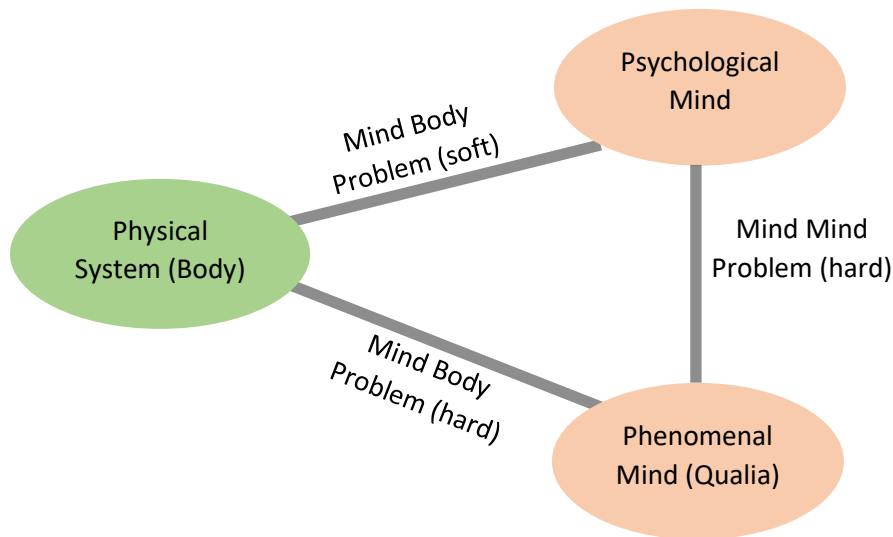 Psychological
Mind
Mind Body
Problem (soft)
Physical
System (Body)
Mind Mind
Problem (hard)
Mind Body
Problem (hard)
Phenomenal
Mind (Qualia)